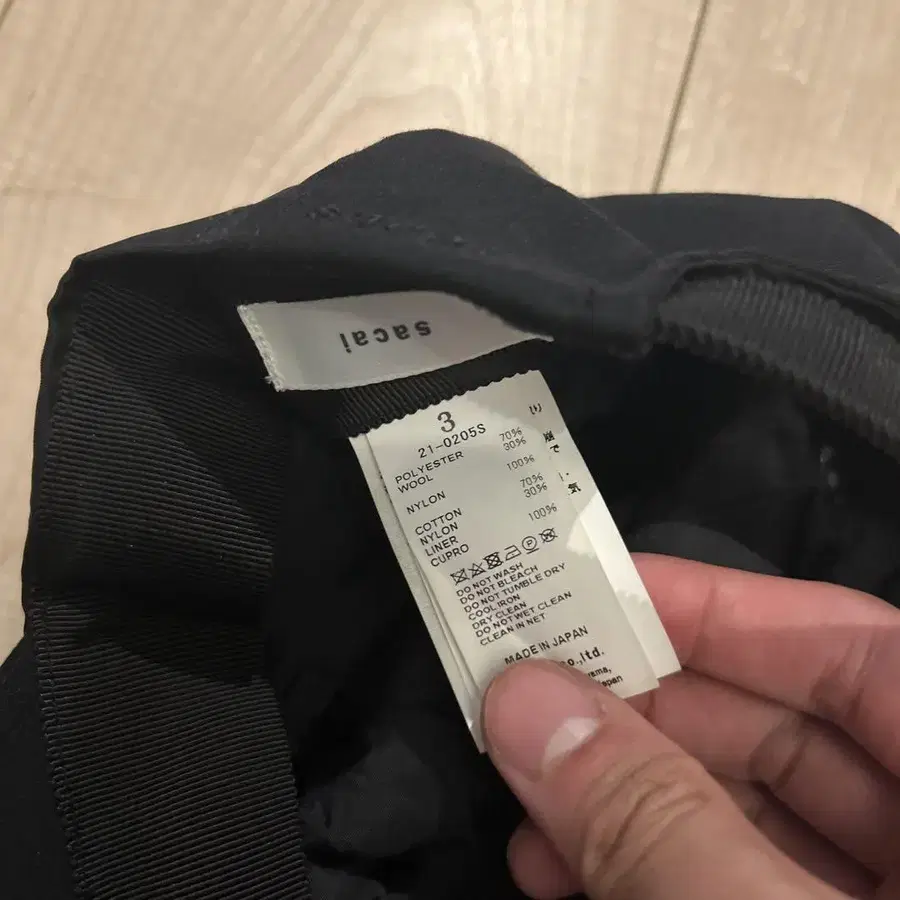 sacai
3
21-0205S
POLYESTER 70%
WOOL 30%
NYLON 100%
COTTON 70%
NYLON 30%
LINER
CUPRO 100%
DO NOT WASH
DO NOT BLEACH
DO NOT TUMBLE DRY
COOL IRON
DRY CLEAN
DO NOT WET CLEAN
CLEAN IN NET
MADE IN JAPAN